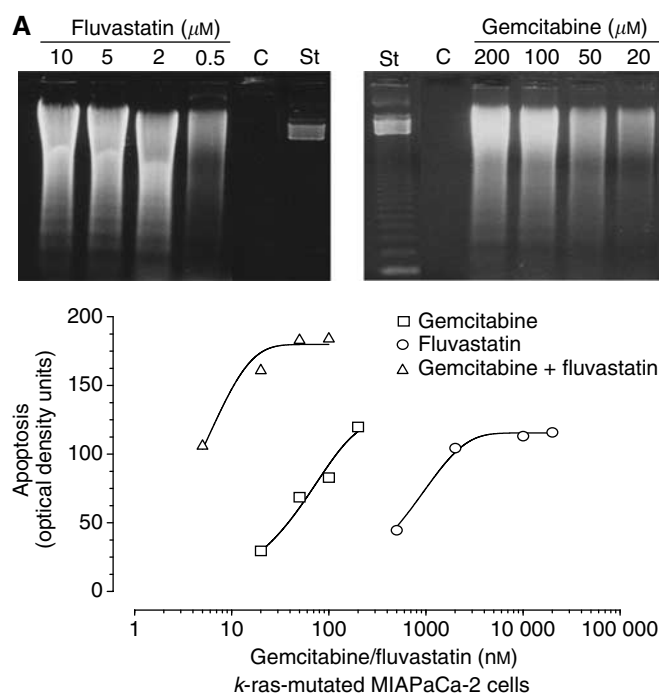 A
Fluvastatin (μM)
10 5 2 0.5 C St
Gemcitabine (μM)
St C 200 100 50 20
200
150
100
50
0
Apoptosis
(optical density units)
Gemcitabine
Fluvastatin
Gemcitabine + fluvastatin
1 10 100 1000 10 000 100 000
Gemcitabine/fluvastatin (nM)
k-ras-mutated MIAPaCa-2 cells